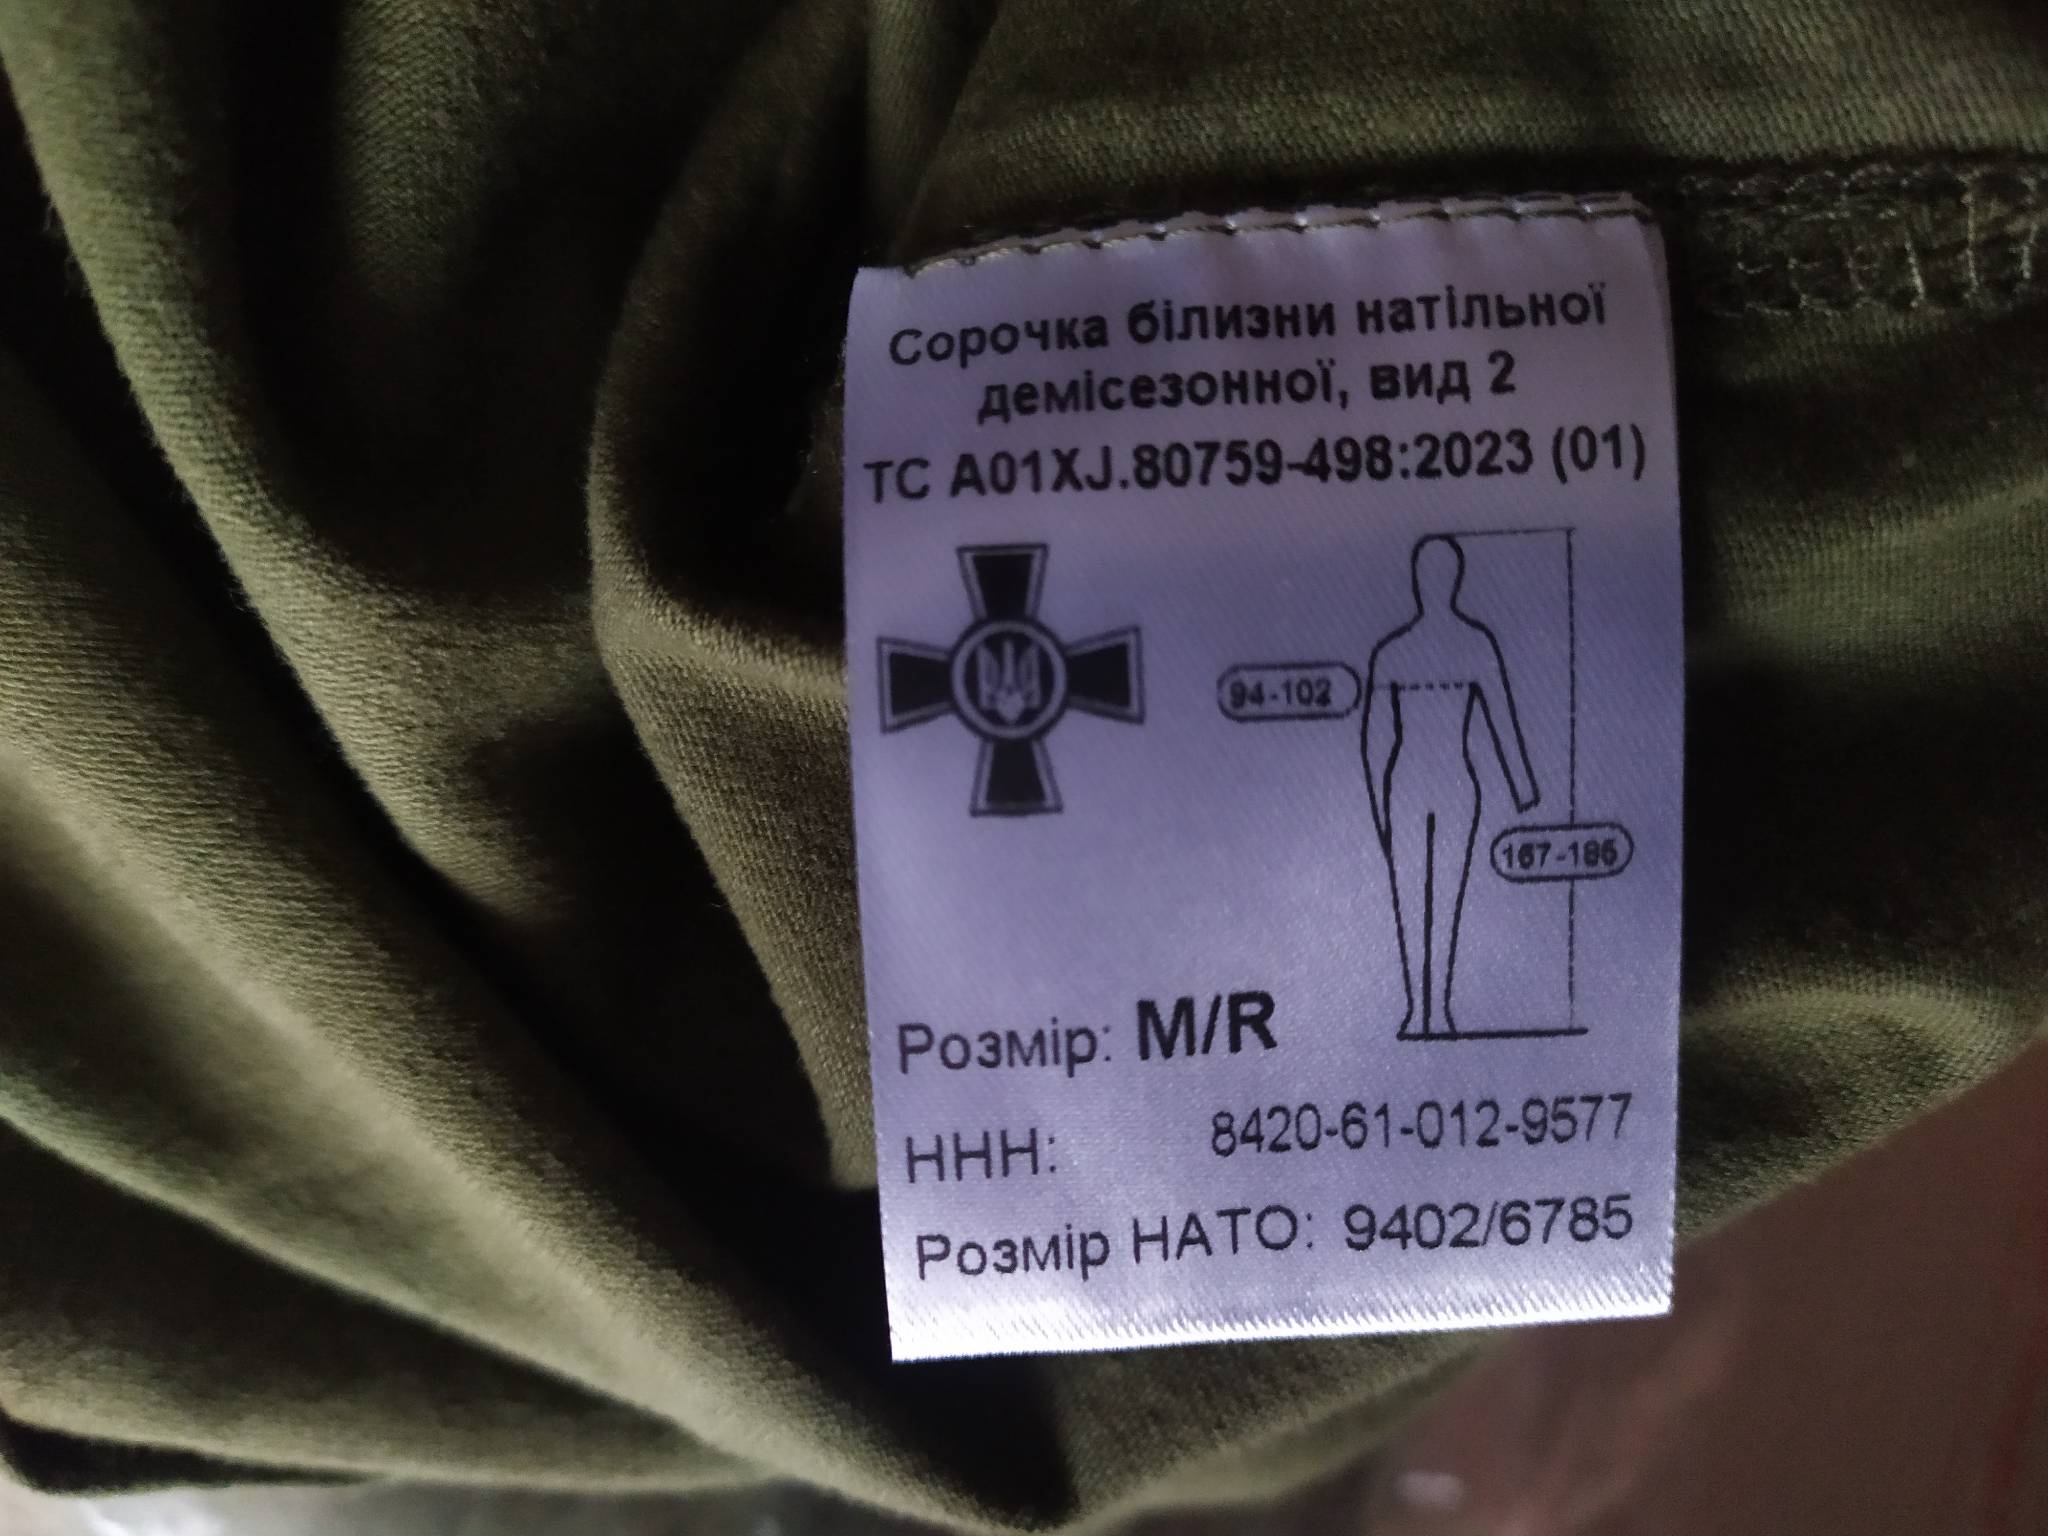 Сорочка білизни натільної
демісезонної, вид 2
ТС А01XJ.80759-498:2023 (01)
94-102
167-185
Розмір: M/R
ННН: 8420-61-012-9577
Розмір НАТО: 9402/6785